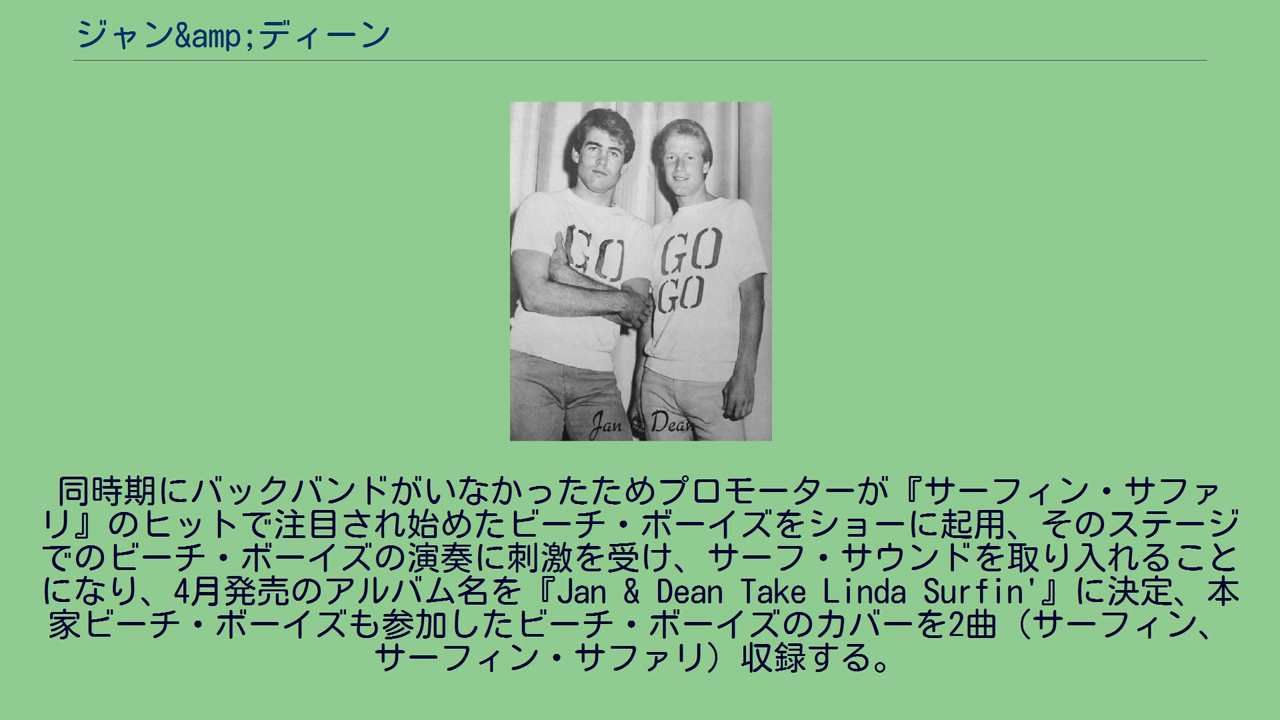 ジャン&amp;ディーン
GO
GO
GO
Jan & Dean
同時期にバックバンドがいなかったためプロモーターが『サーフィン・サファ
リ』のヒットで注目され始めたビーチ・ボーイズをショーに起用、そのステージ
でのビーチ・ボーイズの演奏に刺激を受け、サーフ・サウンドを取り入れること
になり、4月発売のアルバム名を『Jan & Dean Take Linda Surfin'』に決定、本
家ビーチ・ボーイズも参加したビーチ・ボーイズのカバーを2曲（サーフィン、
サーフィン・サファリ）収録する。